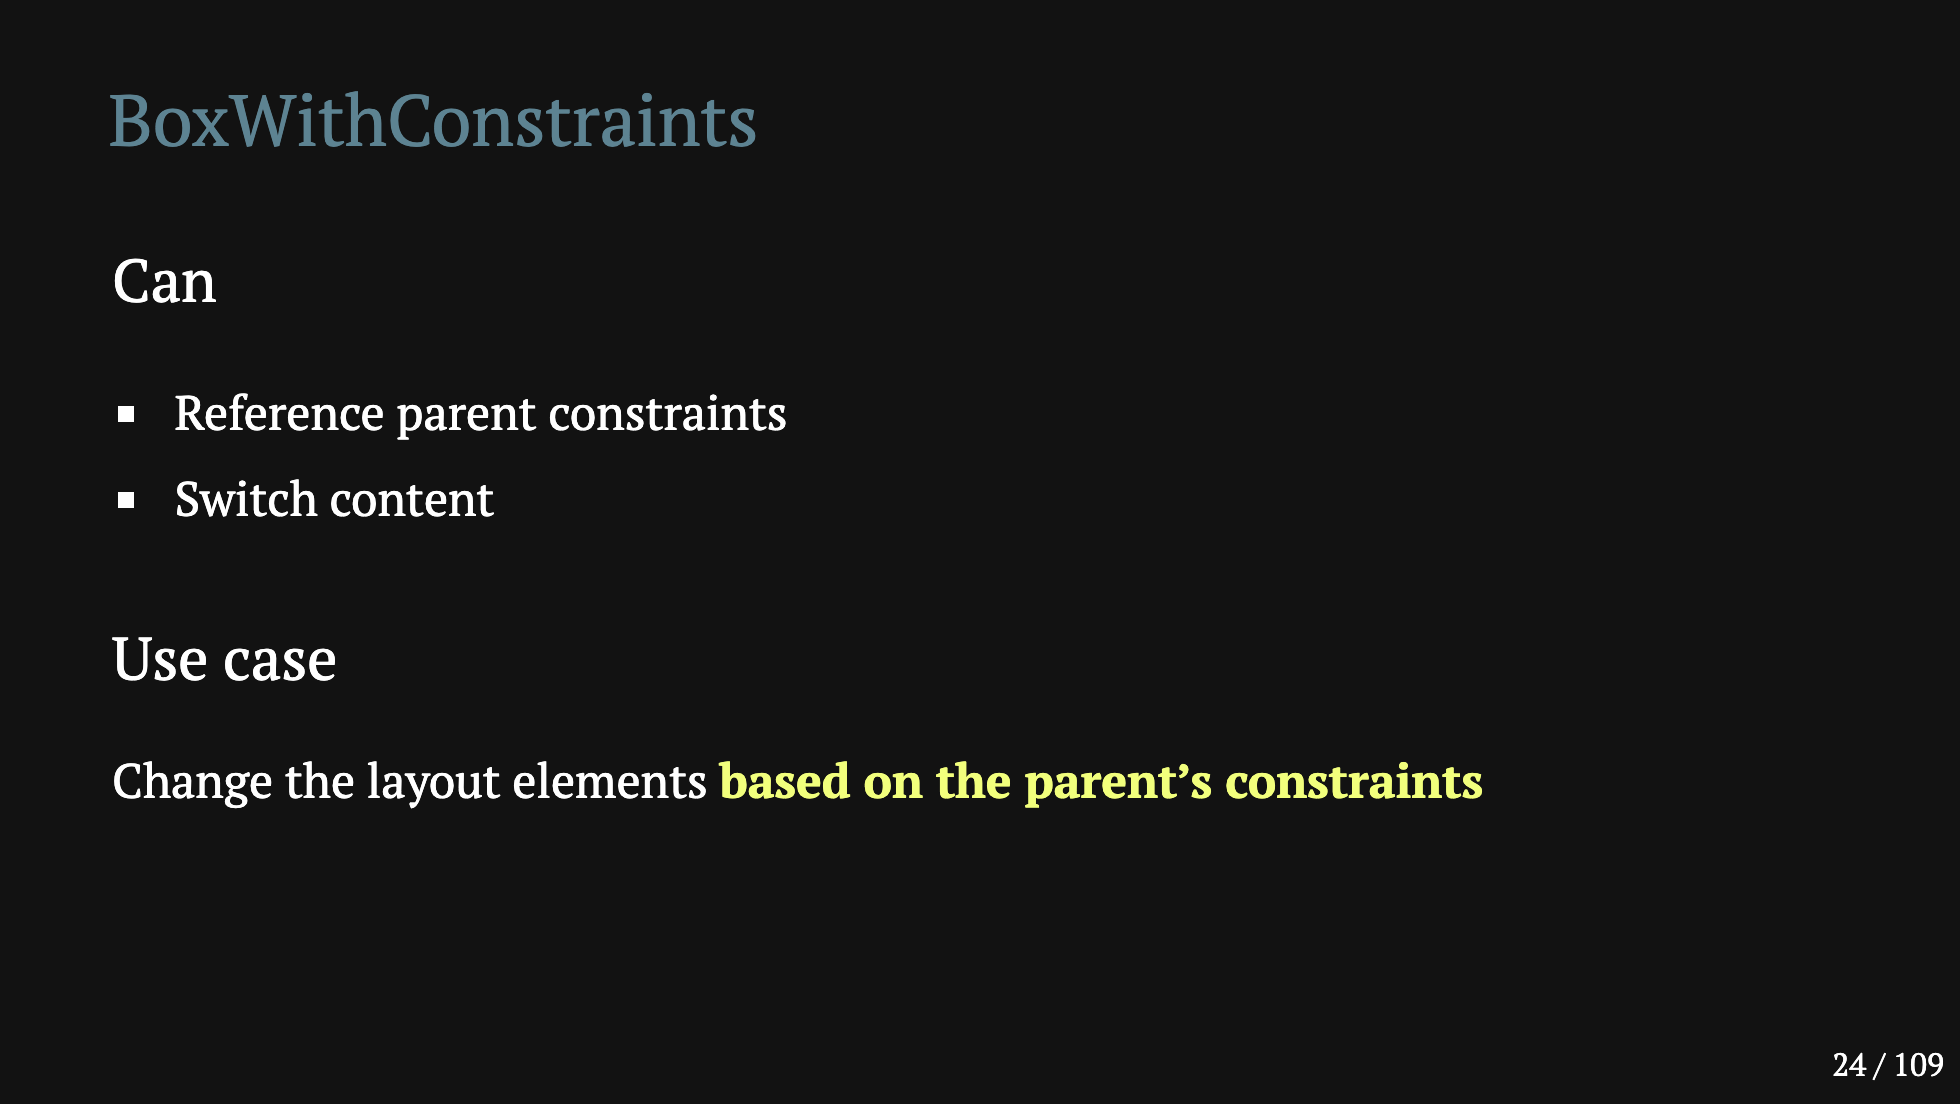 BoxWithConstraints
Can
▪ Reference parent constraints
▪ Switch content
Use case
Change the layout elements based on the parent’s constraints
24 / 109